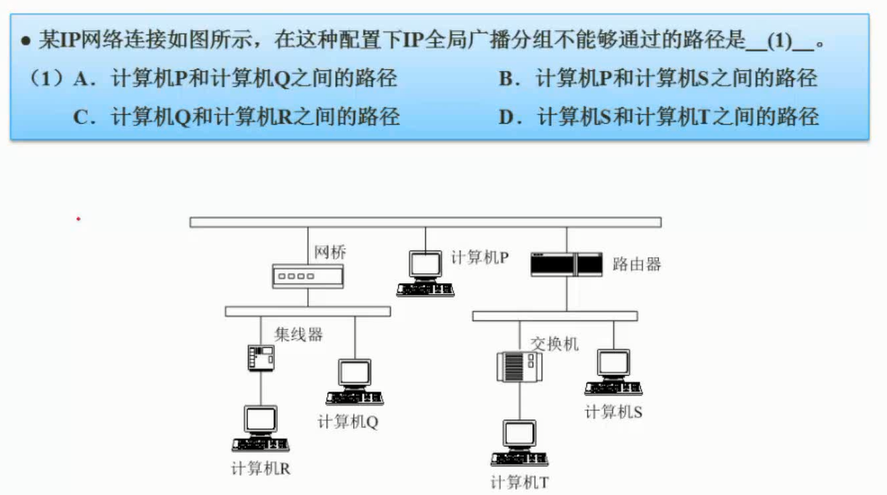 ● 某IP网络连接如图所示，在这种配置下IP全局广播分组不能够通过的路径是__(1)__。
（1）A．计算机P和计算机Q之间的路径 B．计算机P和计算机S之间的路径
C．计算机Q和计算机R之间的路径 D．计算机S和计算机T之间的路径
网桥
计算机P
路由器
集线器
交换机
计算机Q
计算机S
计算机R
计算机T